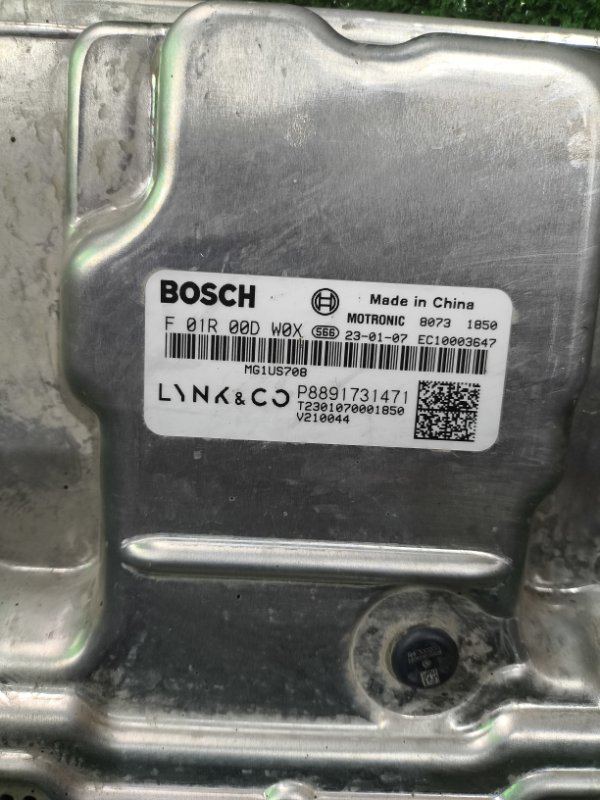 BOSCH
Made in China
MOTRONIC 8073 1850
F 01R 00D W0X 566 23-01-07 EC10003647
MG1US708
LYNK&CO P8891731471
T2301070001850
V210044